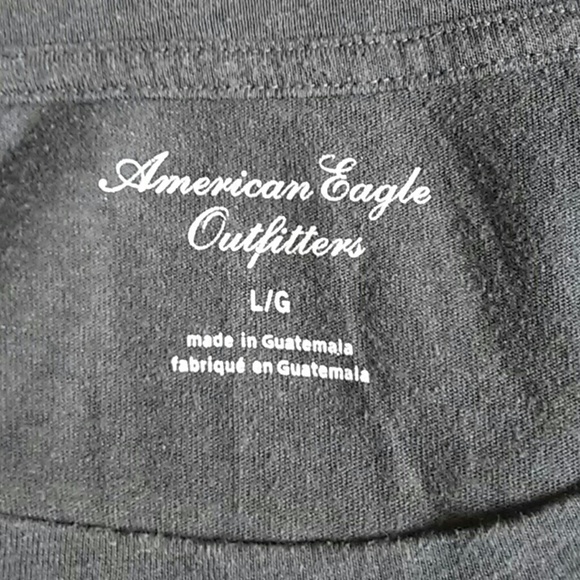 American Eagle
Outfitters
L/G
made in Guatemala
fabriqué en Guatemala